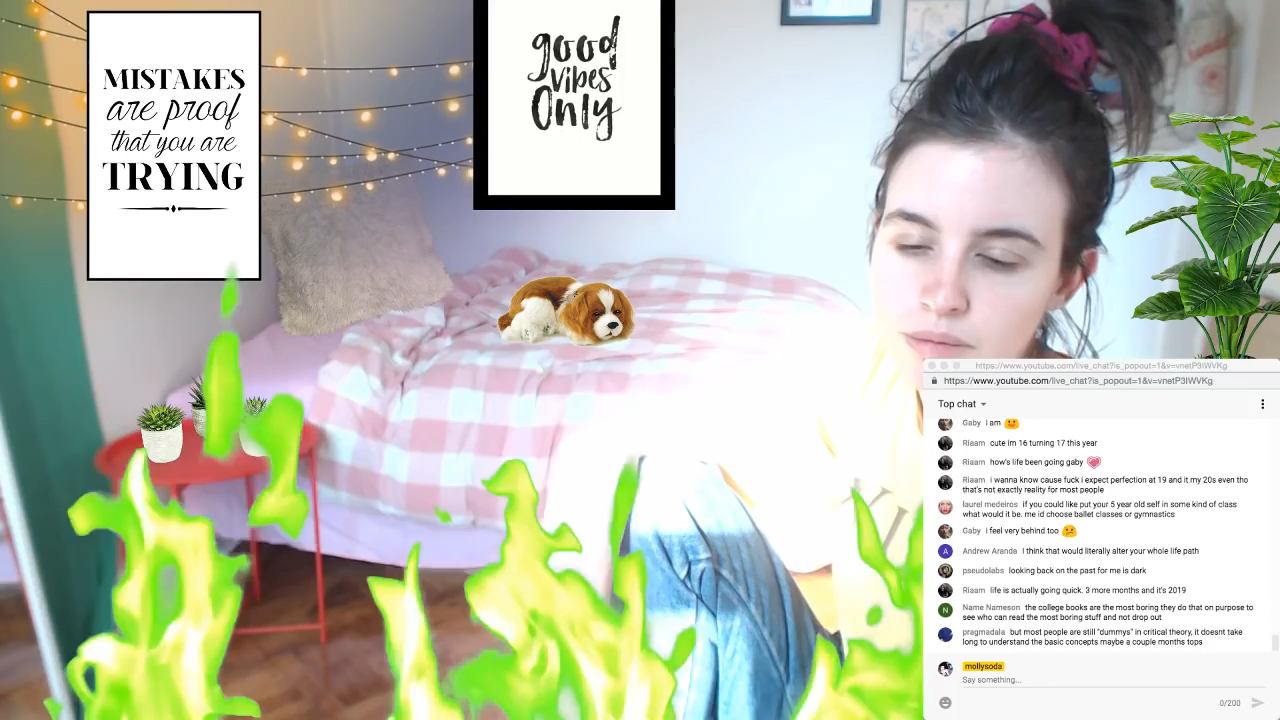 MISTAKES
are proof
that you are
TRYING
good
vibes
Only
https://www.youtube.com/live_chat?is_popout=1&v=vnetP3IWVKg
https://www.youtube.com/live_chat?is_popout=1&v=vnetP3IWVKg
Top chat
Gaby i am
Riaam cute im 16 turning 17 this year
Riaam how's life been going gaby
Riaam i wanna know cause fuck i expect perfection at 19 and it my 20s even tho
that's not exactly reality for most people
laurel medeiros if you could like put your 5 year old self in some kind of class
what would it be. me id choose ballet classes or gymnastics
Gaby i feel very behind too
A Andrew Aranda I think that would literally alter your whole life path
pseudolabs looking back on the past for me is dark
Riaam life is actually going quick. 3 more months and it's 2019
N Name Nameson the college books are the most boring they do that on purpose to
see who can read the most boring stuff and not drop out
pragmadala but most people are still "dummys" in critical theory, it doesnt take
long to understand the basic concepts maybe a couple months tops
mollysoda
Say something...
0/200